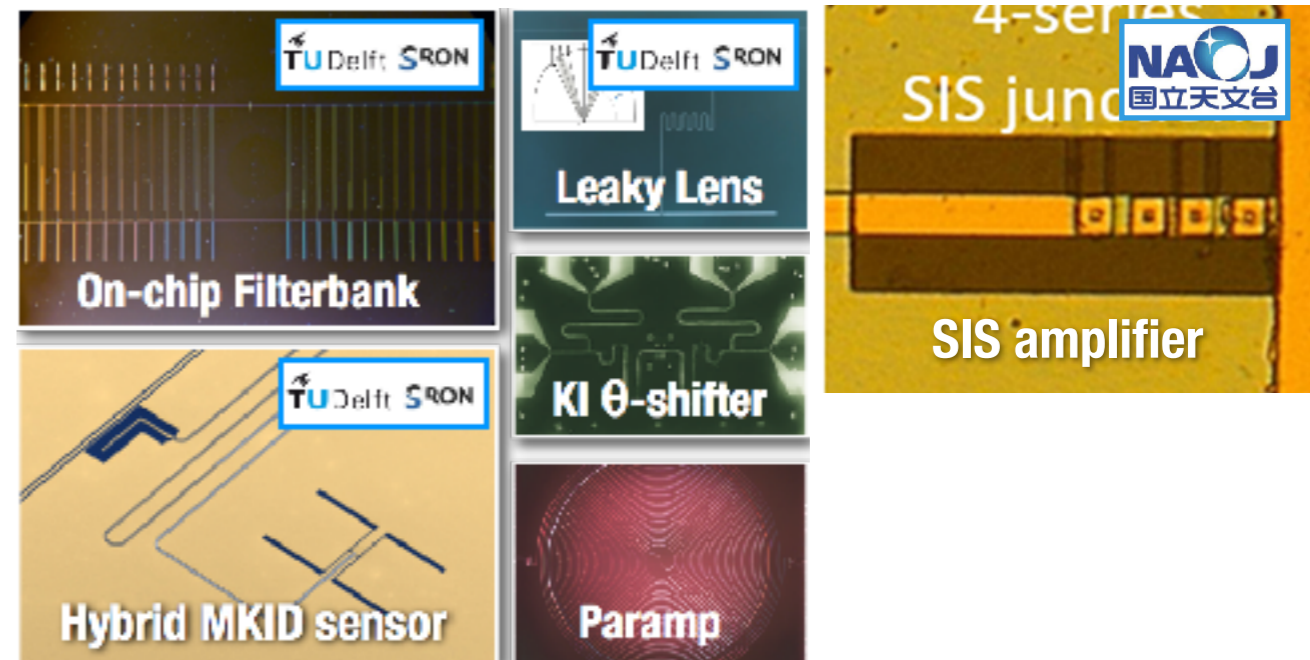 TU Delft SRON
On-chip Filterbank
TU Delft SRON
Leaky Lens
4-series
SIS
NAOJ
国立天文台
SIS amplifier
KI θ-shifter
TU Delft SRON
Hybrid MKID sensor
Paramp